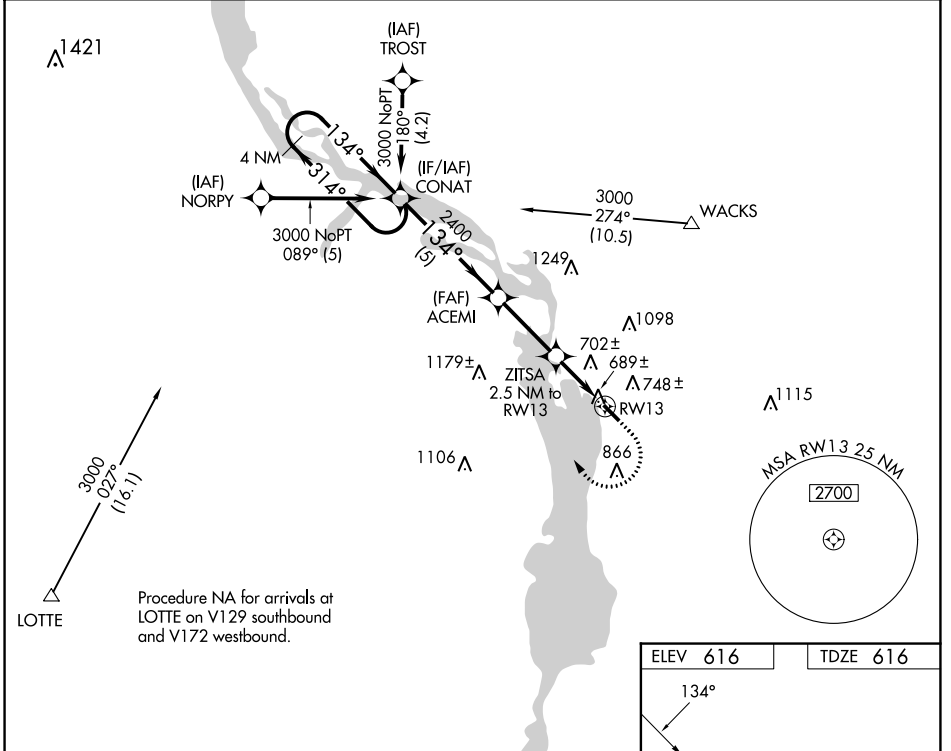 1421
(IAF)
TROST
3000 NoPT
180°
(4.2)
134°
4 NM
314°
(IF/IAF)
CONAT
(IAF)
NORPY
3000 NoPT
089° (5)
3000
274°
(10.5)
WACKS
2400
134°
(5)
1249
(FAF)
ACEMI
1098
702±
689±
1179±
ZITSA
2.5 NM to
RW13
748±
RW13
1115
866
1106
MSA RW13 25 NM
2700
3000
027°
(16.1)
LOTTE
Procedure NA for arrivals at
LOTTE on V129 southbound
and V172 westbound.
ELEV 616
TDZE 616
134°